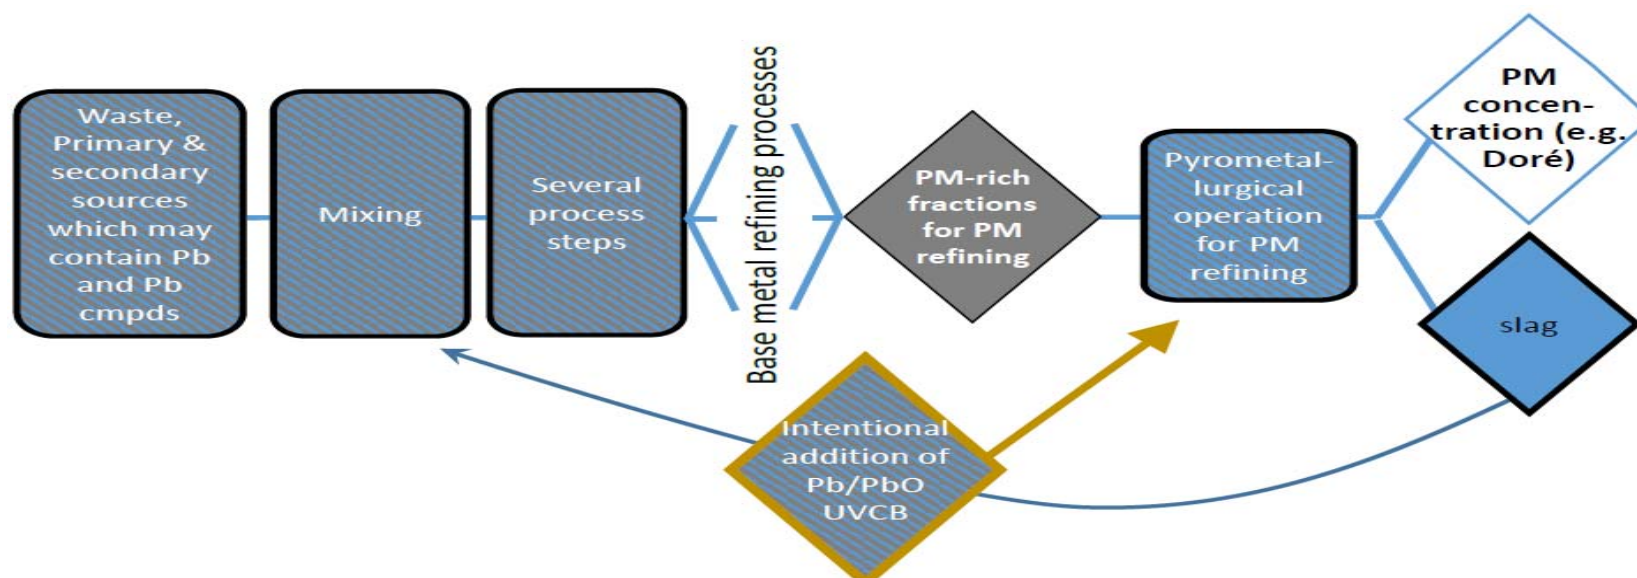 Waste,
Primary &
secondary
sources
which may
contain Pb
and Pb
cmpds
Mixing
Several
process
steps
Base metal refining processes
PM-rich
fractions
for PM
refining
Pyrometal-
lurgical
operation
for PM
refining
PM
concen-
tration (e.g.
Doré)
slag
Intentional
addition of
Pb/PbO
UVCB